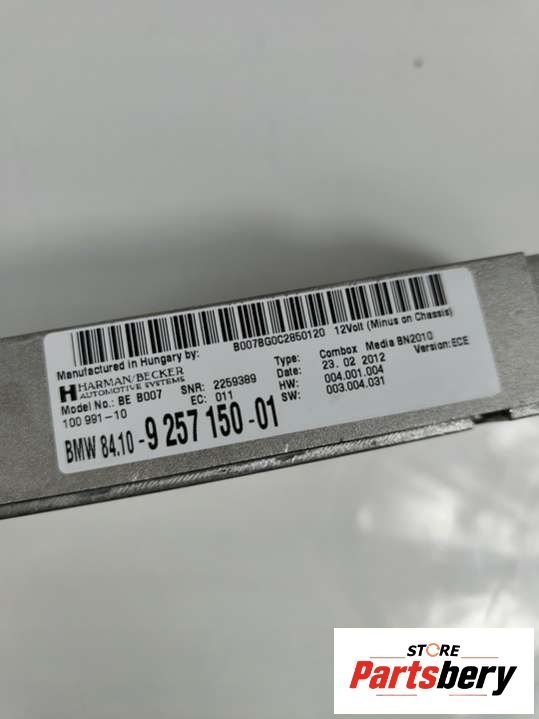 B007BG0C2850120 12Volt (Minus on Chassis)
Manufactured in Hungary by:
HARMAN/BECKER
AUTOMOTIVE SYSTEMS
Type: Combox Media BN2010
Date: 23. 02 2012 Version: ECE
Model No.: BE B007 SNR: 2259389 HW: 004.001.004
100 991-10 EC: 011 SW: 003.004.031
BMW 84.10 - 9 257 150-01
STORE
Partsbery